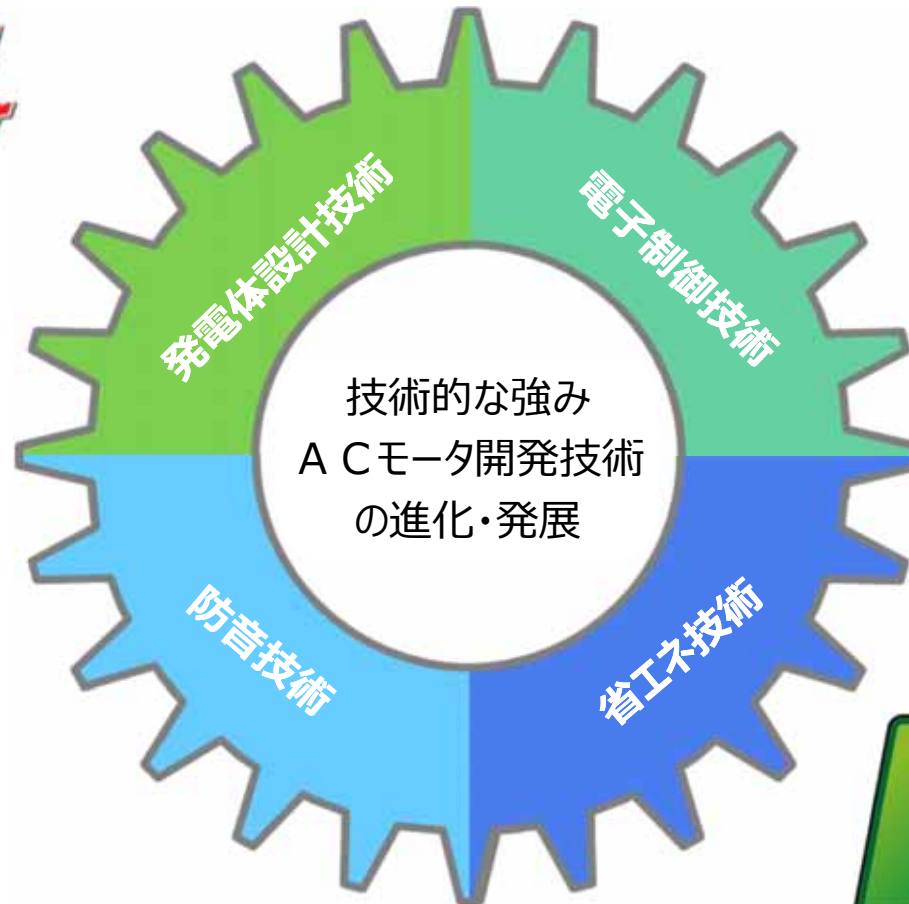 発電体設計技術
電子制御技術
技術的な強み
ACモータ開発技術
の進化・発展
防音技術
省エネ技術